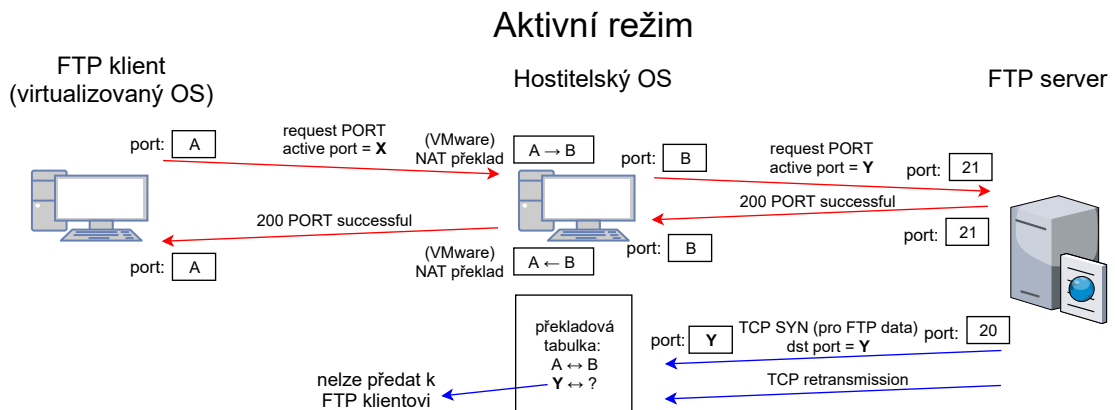 Aktivní režim
FTP klient
(virtualizovaný OS)
Hostitelský OS
FTP server
port: A
request PORT
active port = X
(VMware)
NAT překlad
A → B
port: B
request PORT
active port = Y
port: 21
200 PORT successful
200 PORT successful
port: A
(VMware)
NAT překlad
A ← B
port: B
port: 21
překladová
tabulka:
A ↔ B
Y ↔ ?
port: Y
TCP SYN (pro FTP data)
dst port = Y
port: 20
TCP retransmission
nelze předat k
FTP klientovi